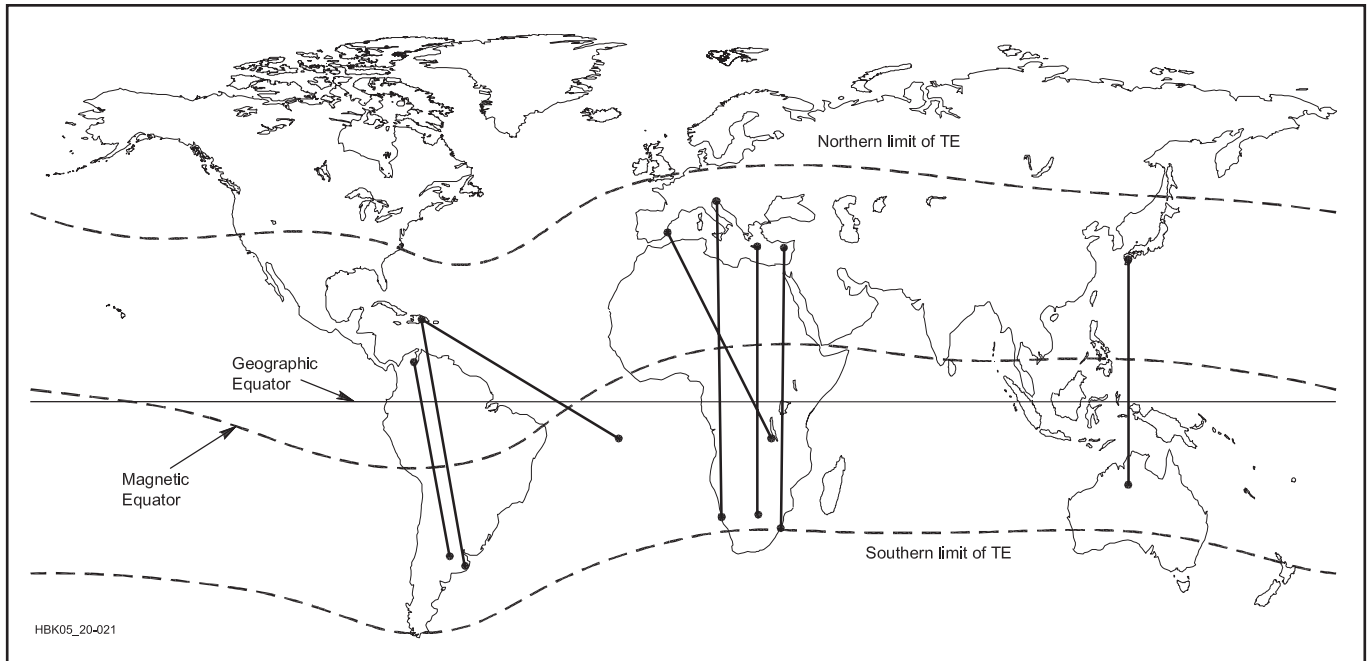 Northern limit of TE
Geographic
Equator
Magnetic
Equator
Southern limit of TE
HBK05_20-021